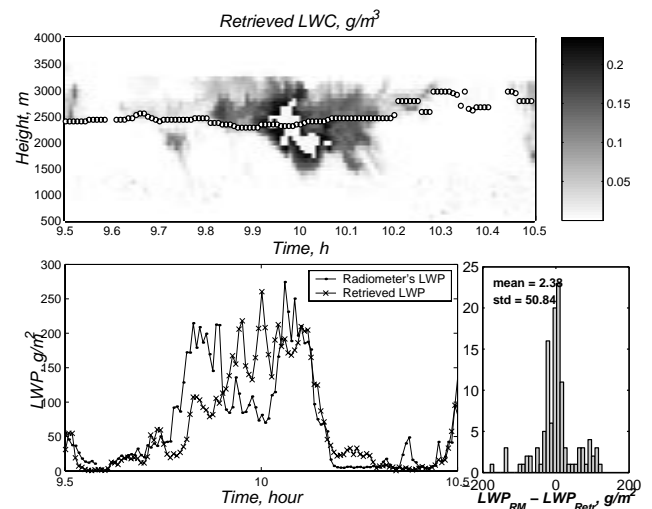 Retrieved LWC, g/m³
4000
3500
3000
2500
2000
1500
1000
500
Height, m
9.5 9.6 9.7 9.8 9.9 10 10.1 10.2 10.3 10.4 10.5
Time, h
0.2
0.15
0.1
0.05
300
250
200
150
100
50
0
LWP, g/m²
Radiometer's LWP
Retrieved LWP
9.5 10 10.5
Time, hour
25
20
15
10
5
0
mean = 2.38
std = 50.84
−200 0 200
LWP_RM − LWP_Retr, g/m²